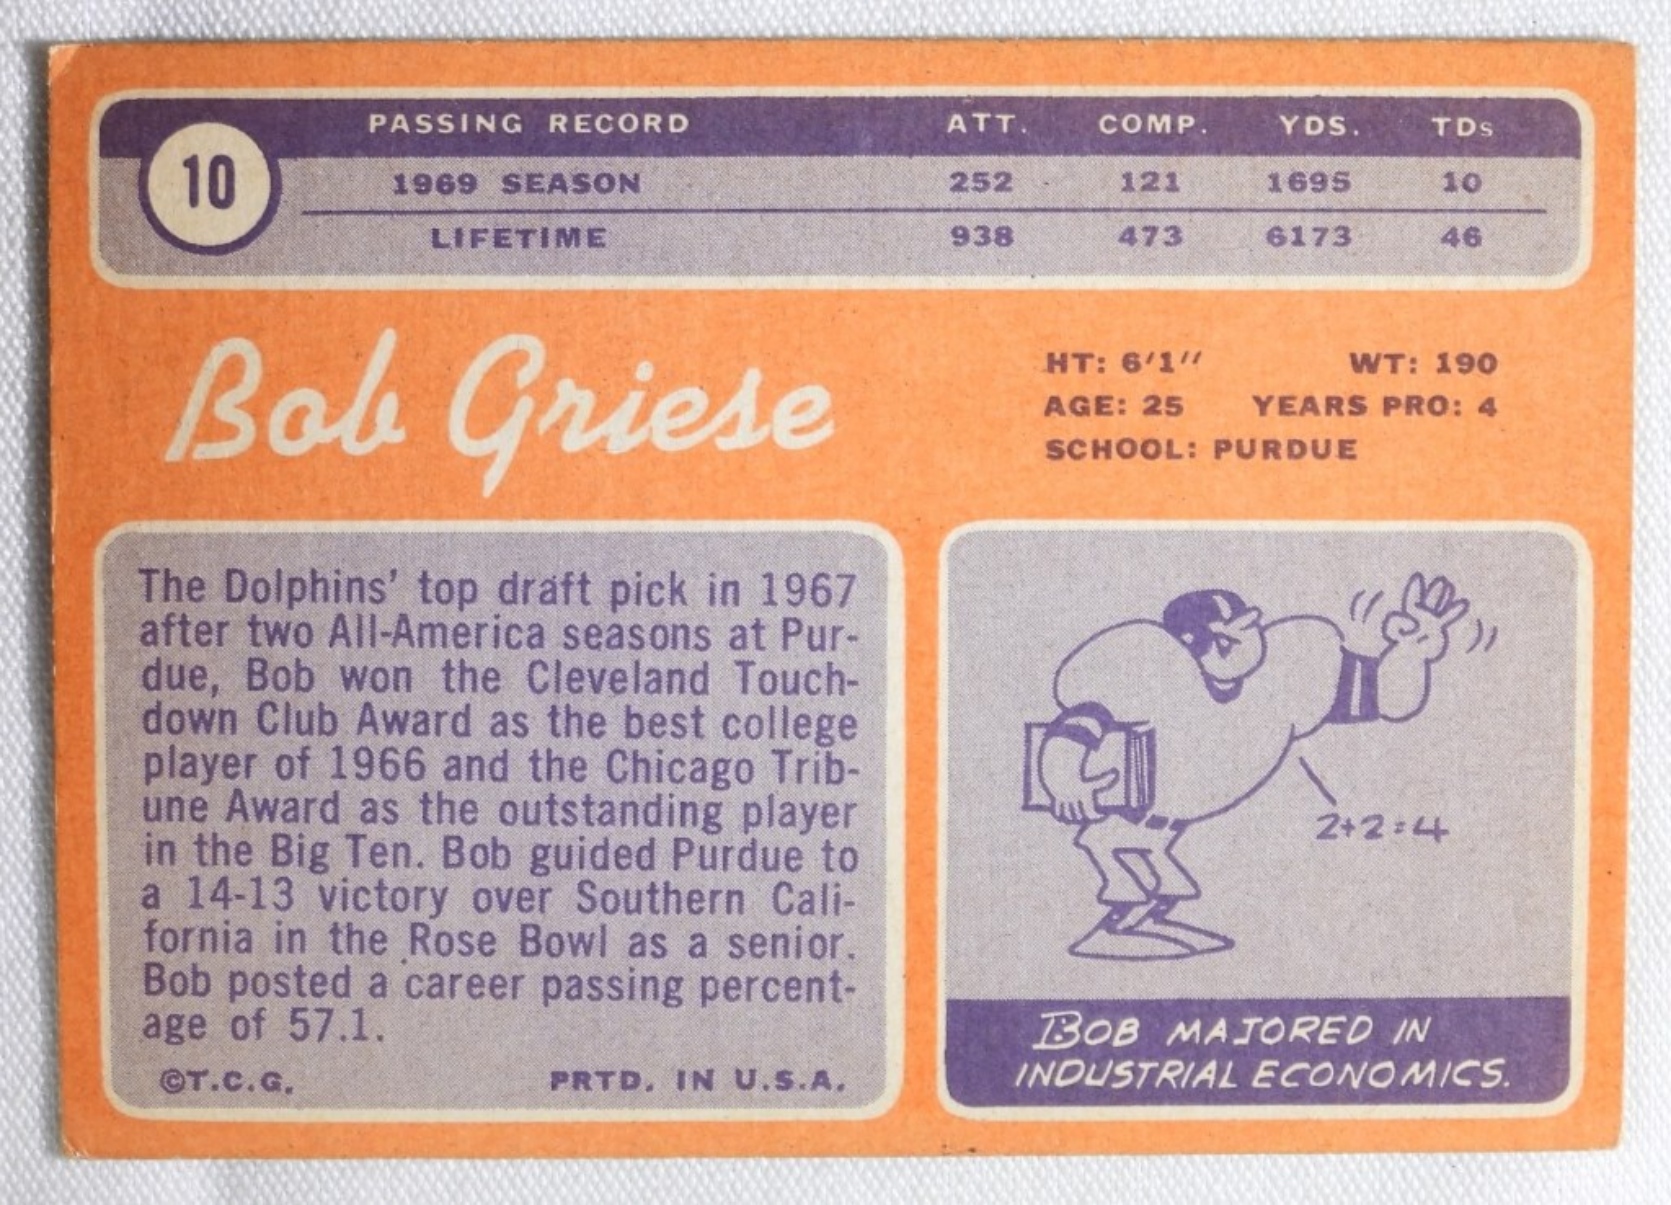 10
PASSING RECORD ATT. COMP. YDS. TDs
1969 SEASON 252 121 1695 10
LIFETIME 938 473 6173 46
Bob Griese
HT: 6'1" WT: 190
AGE: 25 YEARS PRO: 4
SCHOOL: PURDUE
The Dolphins' top draft pick in 1967
after two All-America seasons at Pur-
due, Bob won the Cleveland Touch-
down Club Award as the best college
player of 1966 and the Chicago Trib-
une Award as the outstanding player
in the Big Ten. Bob guided Purdue to
a 14-13 victory over Southern Cali-
fornia in the Rose Bowl as a senior.
Bob posted a career passing percent-
age of 57.1.
©T.C.G. PRTD. IN U.S.A.
2+2=4
BOB MAJORED IN
INDUSTRIAL ECONOMICS.